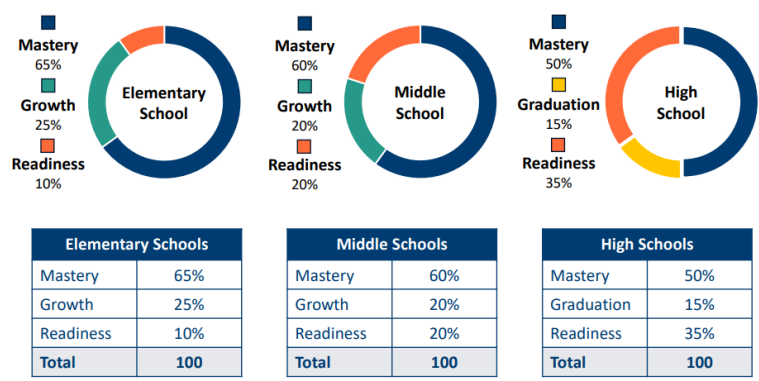 Mastery
65%
Growth
25%
Readiness
10%
Elementary
School
Mastery
60%
Growth
20%
Readiness
20%
Middle
School
Mastery
50%
Graduation
15%
Readiness
35%
High
School
Elementary Schools
Mastery 65%
Growth 25%
Readiness 10%
Total 100
Middle Schools
Mastery 60%
Growth 20%
Readiness 20%
Total 100
High Schools
Mastery 50%
Graduation 15%
Readiness 35%
Total 100